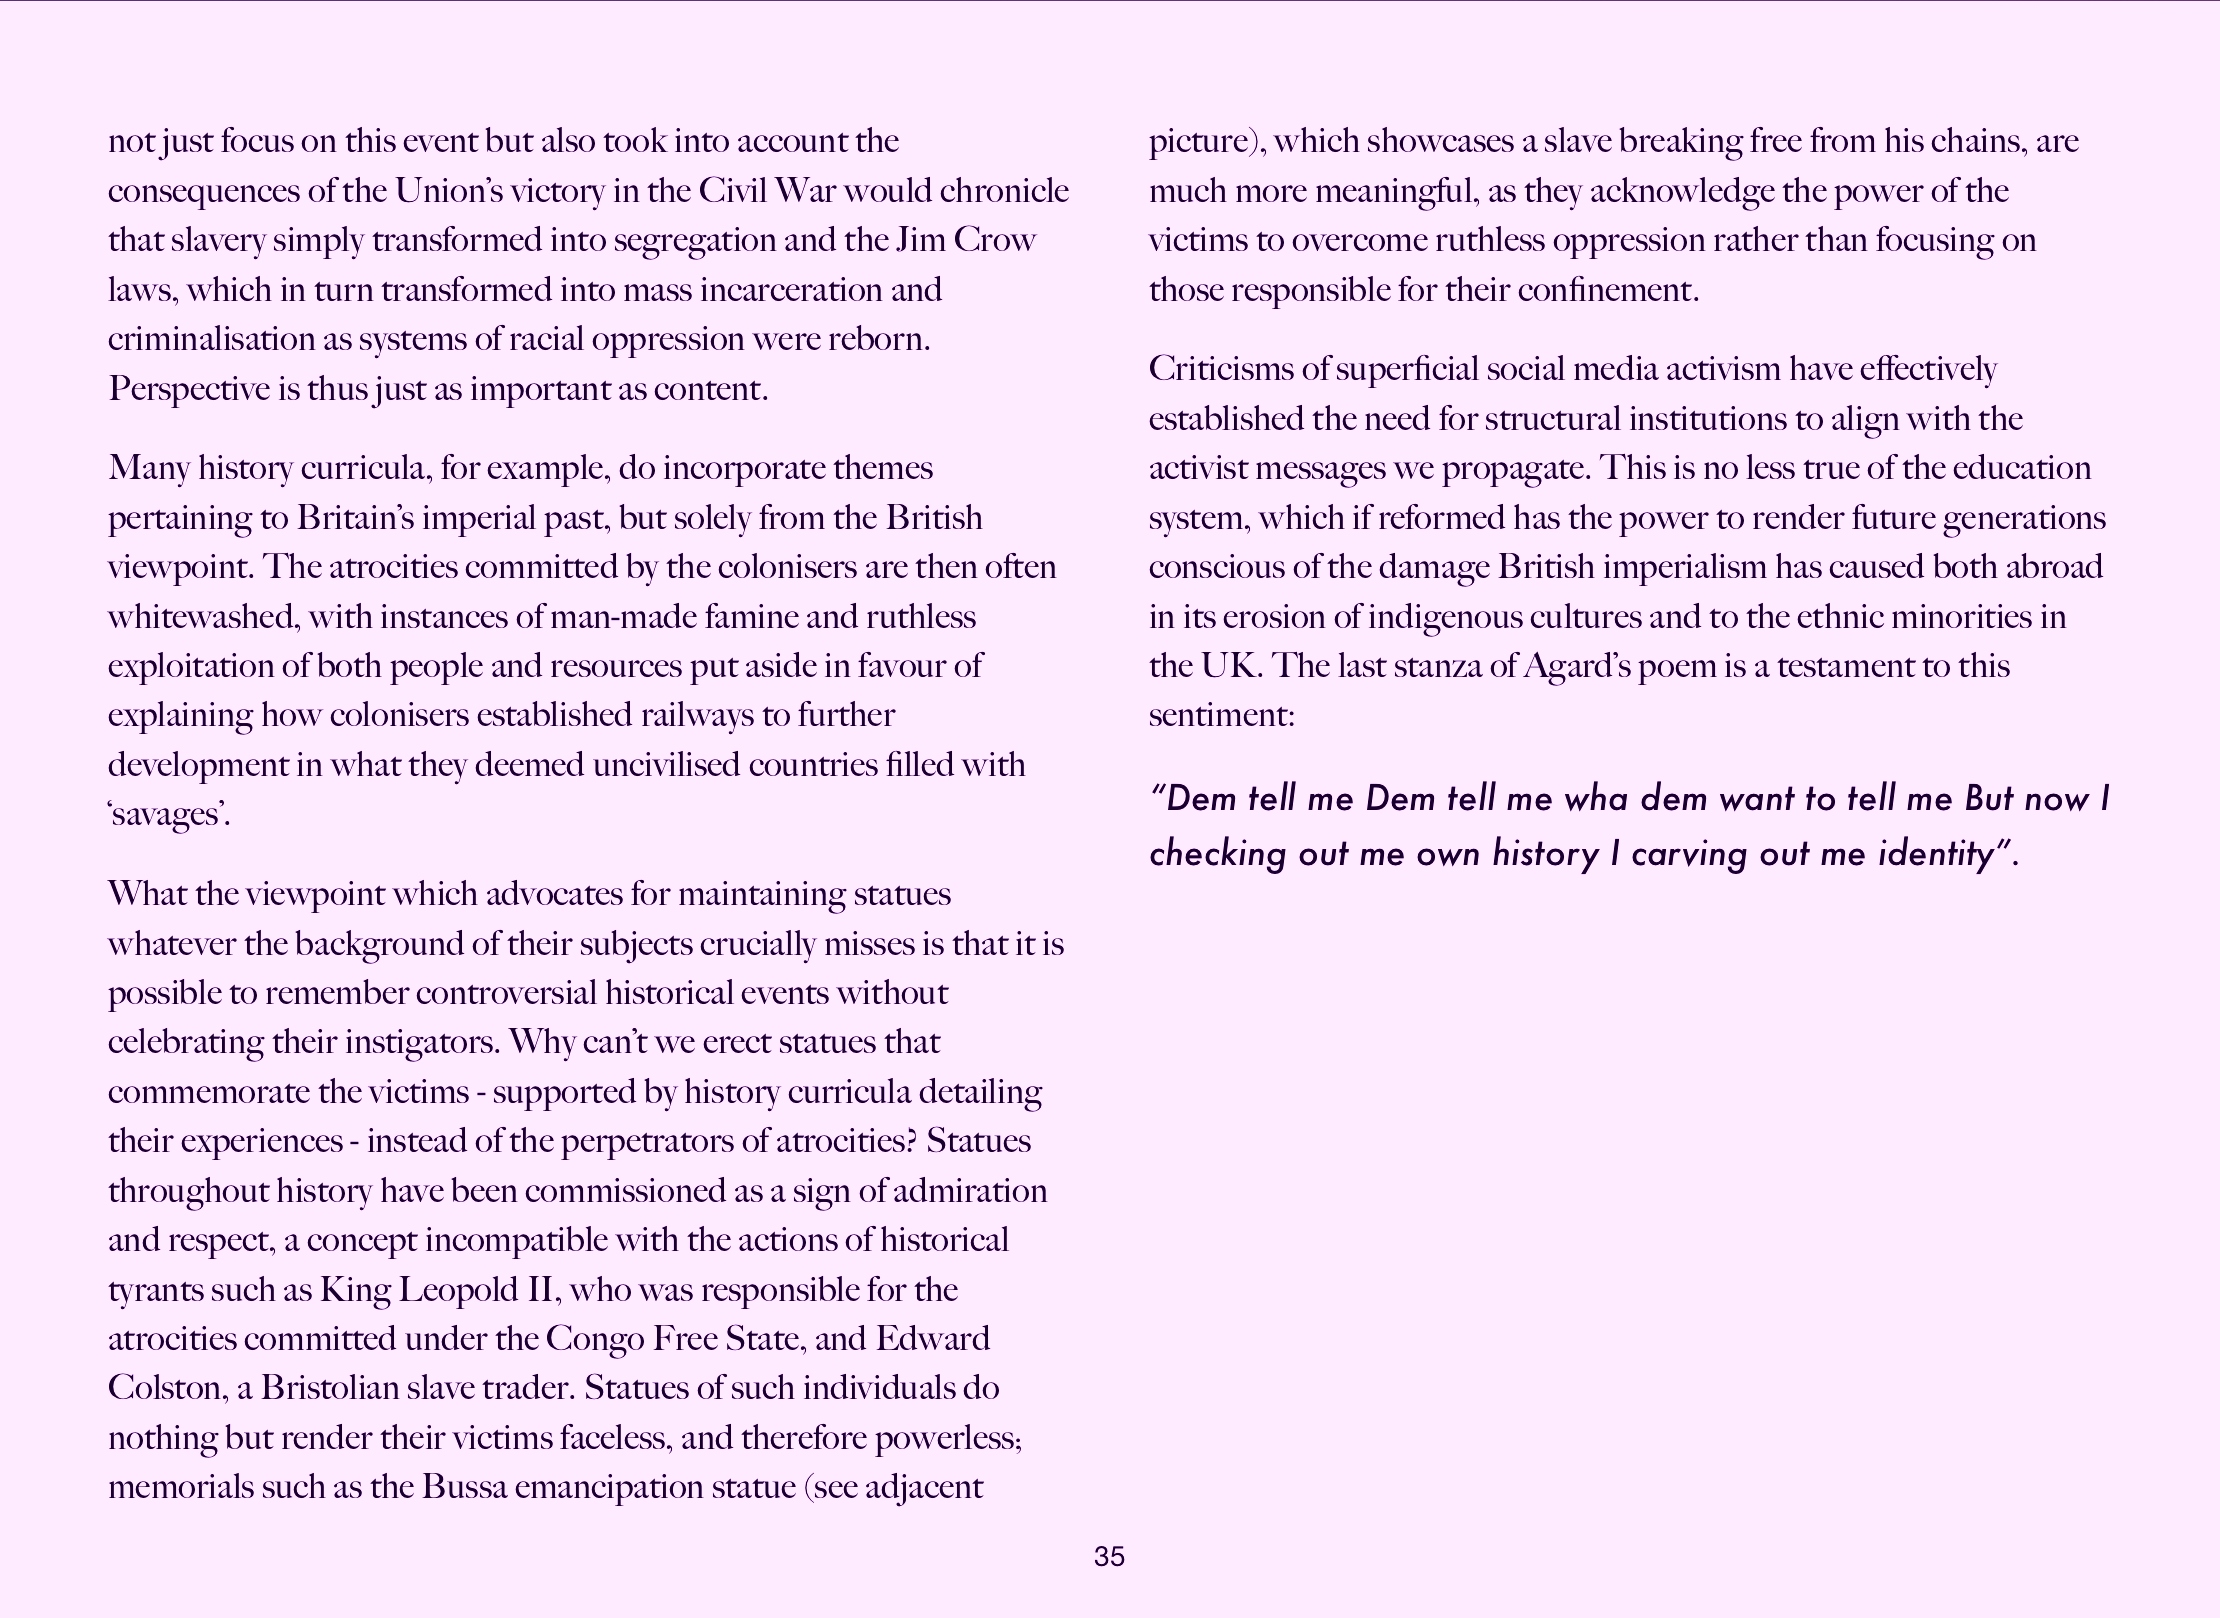 not just focus on this event but also took into account the
consequences of the Union’s victory in the Civil War would chronicle
that slavery simply transformed into segregation and the Jim Crow
laws, which in turn transformed into mass incarceration and
criminalisation as systems of racial oppression were reborn.
Perspective is thus just as important as content.
Many history curricula, for example, do incorporate themes
pertaining to Britain’s imperial past, but solely from the British
viewpoint. The atrocities committed by the colonisers are then often
whitewashed, with instances of man-made famine and ruthless
exploitation of both people and resources put aside in favour of
explaining how colonisers established railways to further
development in what they deemed uncivilised countries filled with
‘savages’.
What the viewpoint which advocates for maintaining statues
whatever the background of their subjects crucially misses is that it is
possible to remember controversial historical events without
celebrating their instigators. Why can’t we erect statues that
commemorate the victims - supported by history curricula detailing
their experiences - instead of the perpetrators of atrocities? Statues
throughout history have been commissioned as a sign of admiration
and respect, a concept incompatible with the actions of historical
tyrants such as King Leopold II, who was responsible for the
atrocities committed under the Congo Free State, and Edward
Colston, a Bristolian slave trader. Statues of such individuals do
nothing but render their victims faceless, and therefore powerless;
memorials such as the Bussa emancipation statue (see adjacent
picture), which showcases a slave breaking free from his chains, are
much more meaningful, as they acknowledge the power of the
victims to overcome ruthless oppression rather than focusing on
those responsible for their confinement.
Criticisms of superficial social media activism have effectively
established the need for structural institutions to align with the
activist messages we propagate. This is no less true of the education
system, which if reformed has the power to render future generations
conscious of the damage British imperialism has caused both abroad
in its erosion of indigenous cultures and to the ethnic minorities in
the UK. The last stanza of Agard’s poem is a testament to this
sentiment:
“Dem tell me Dem tell me wha dem want to tell me But now I
checking out me own history I carving out me identity”.
35